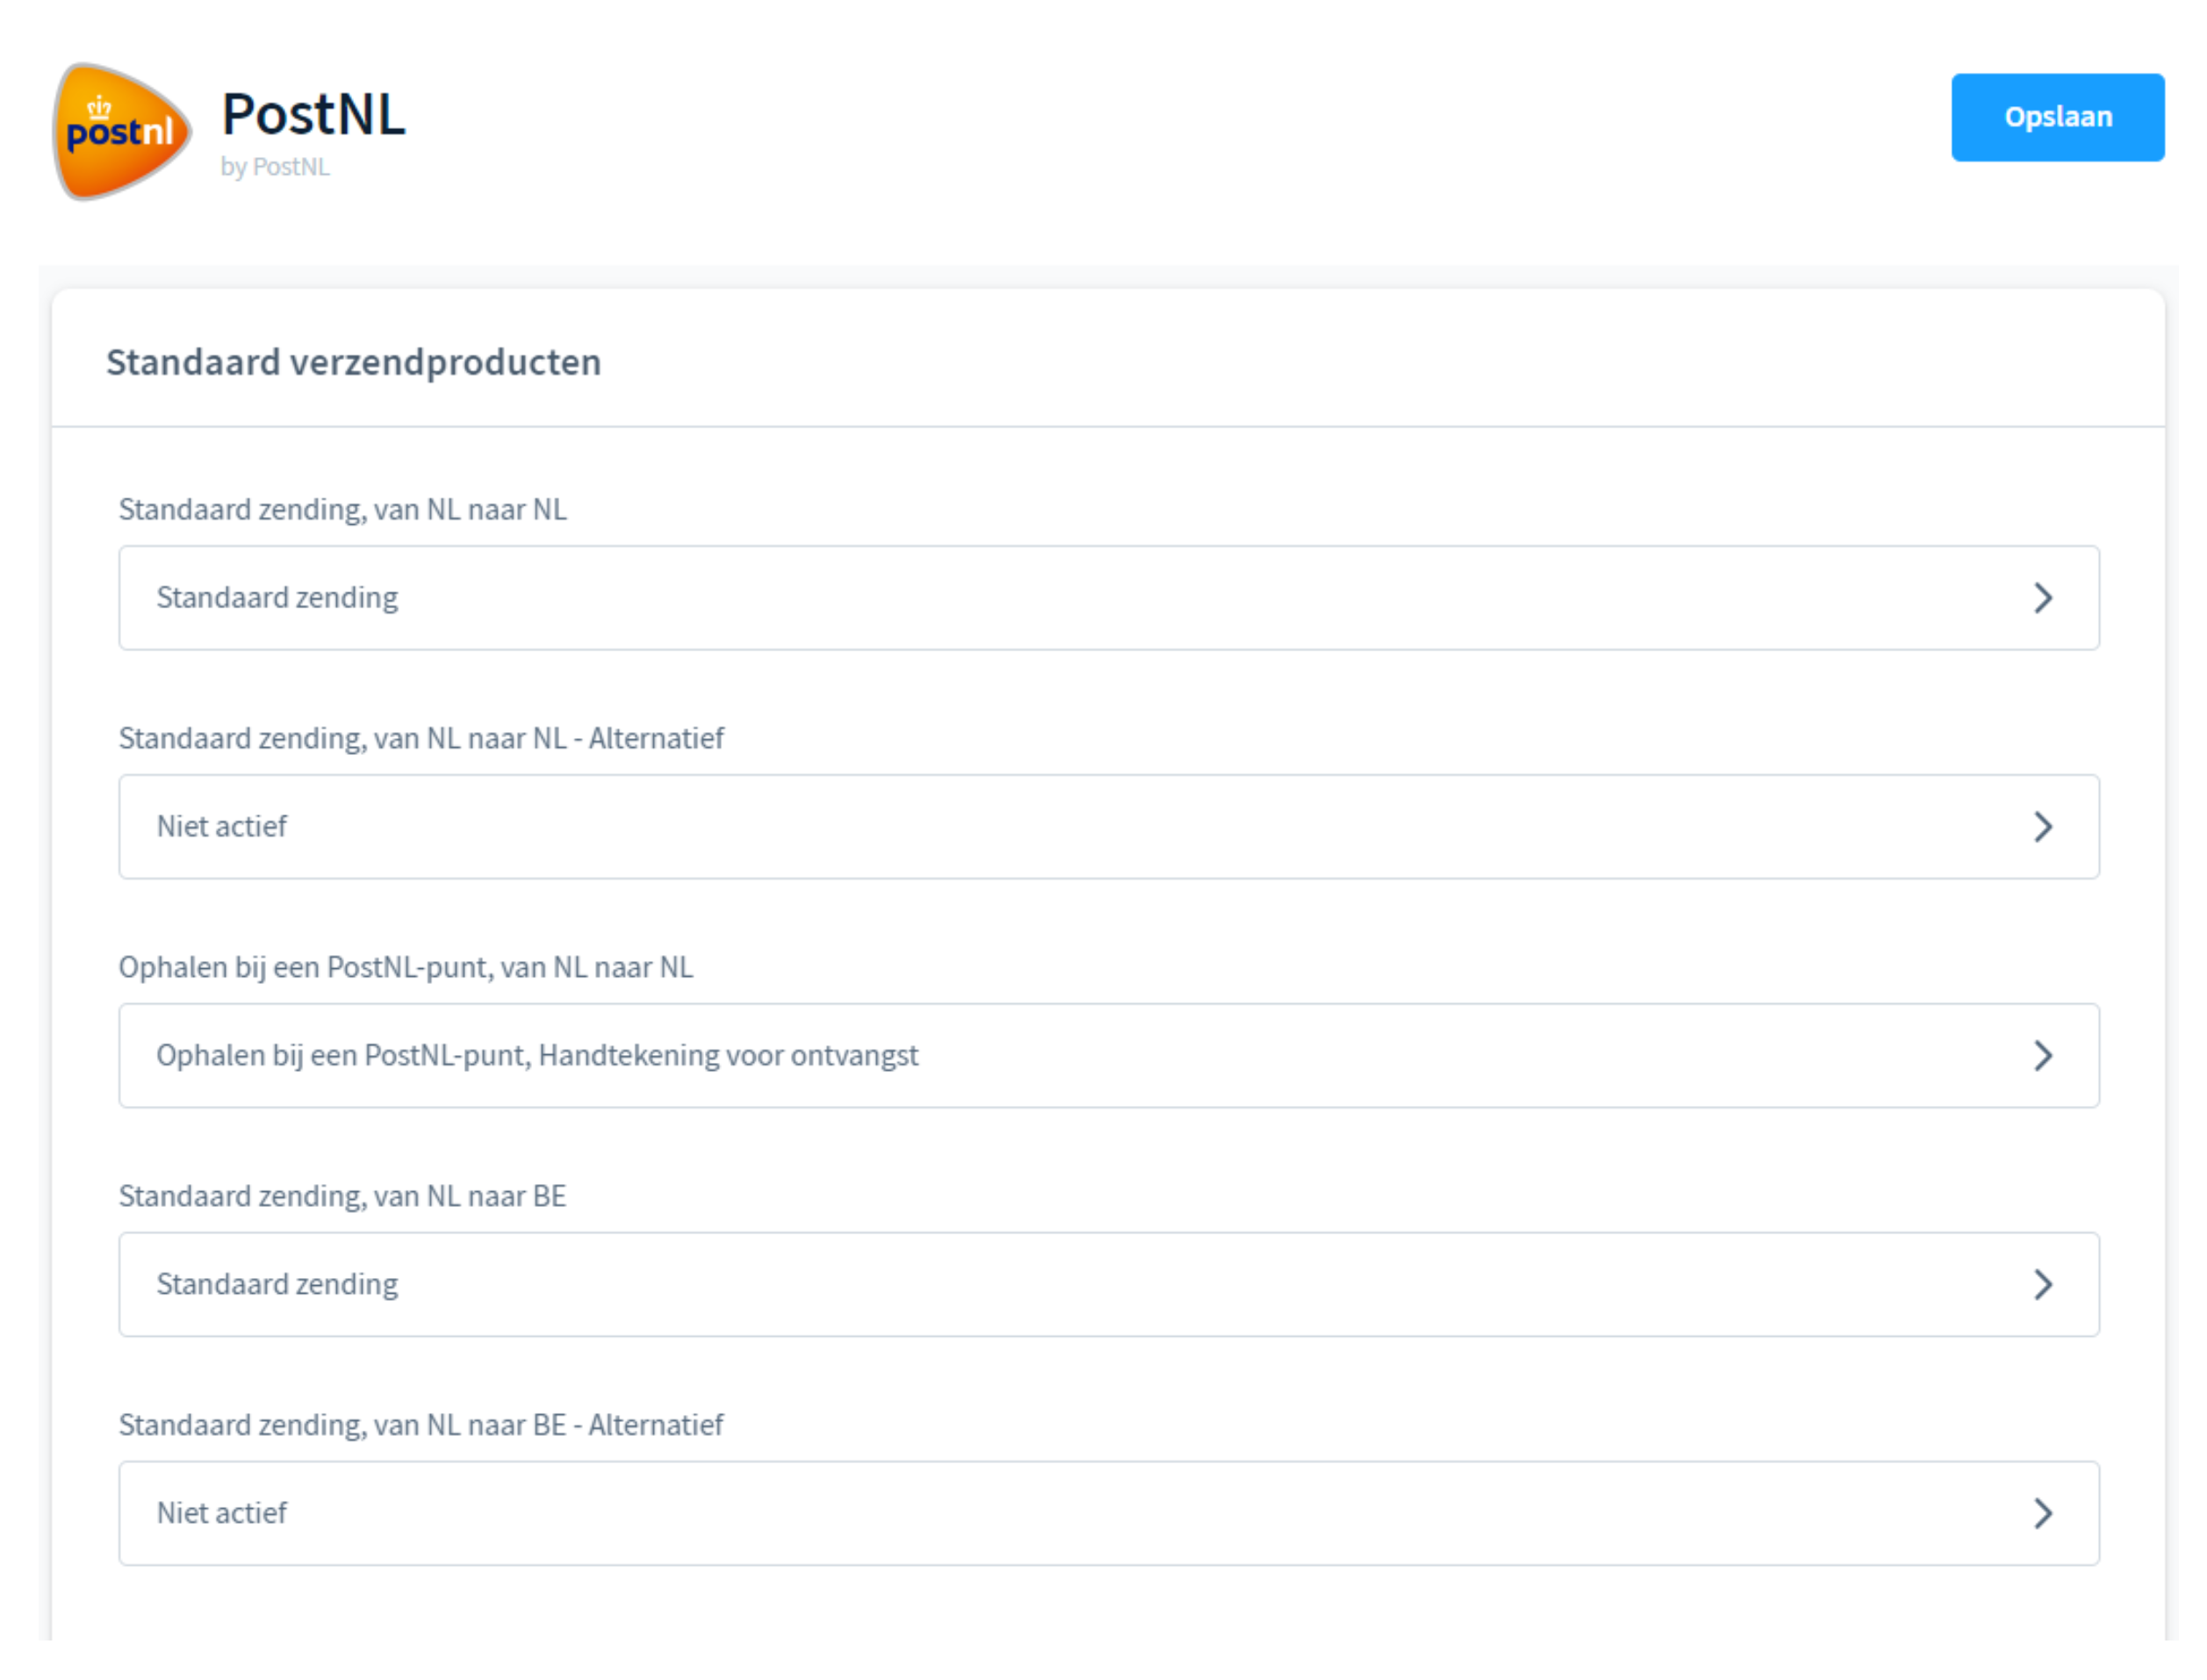 postnl
PostNL
by PostNL
Opslaan
Standaard verzendproducten
Standaard zending, van NL naar NL
Standaard zending
Standaard zending, van NL naar NL - Alternatief
Niet actief
Ophalen bij een PostNL-punt, van NL naar NL
Ophalen bij een PostNL-punt, Handtekening voor ontvangst
Standaard zending, van NL naar BE
Standaard zending
Standaard zending, van NL naar BE - Alternatief
Niet actief